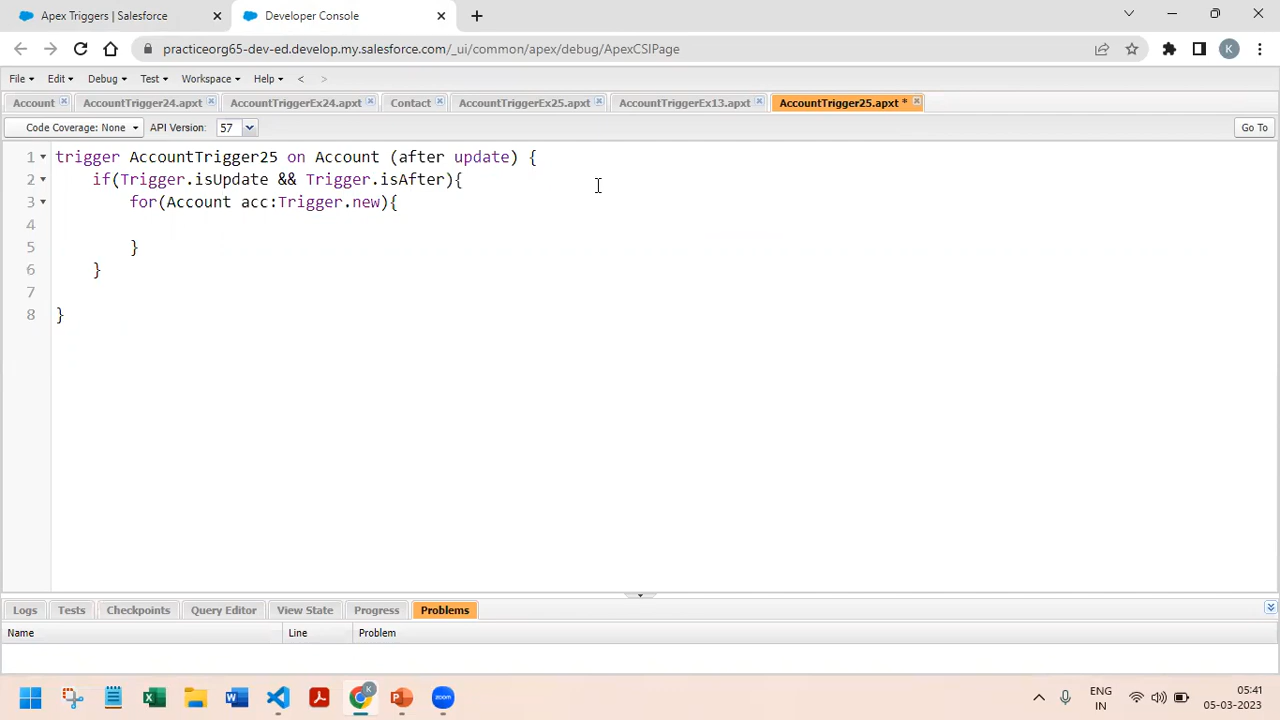 Apex Triggers | Salesforce
Developer Console
practiceorg65-dev-ed.develop.my.salesforce.com/_ui/common/apex/debug/ApexCSIPage
K
File Edit Debug Test Workspace Help < >
Account AccountTrigger24.apxt AccountTriggerEx24.apxt Contact AccountTriggerEx25.apxt AccountTriggerEx13.apxt AccountTrigger25.apxt *
Code Coverage: None API Version: 57 Go To
1 trigger AccountTrigger25 on Account (after update) {
2 if(Trigger.isUpdate && Trigger.isAfter){
3 for(Account acc:Trigger.new){
4
5 }
6 }
7
8 }
Logs Tests Checkpoints Query Editor View State Progress Problems
Name Line Problem
K
zoom
ENG
IN
05:41
05-03-2023